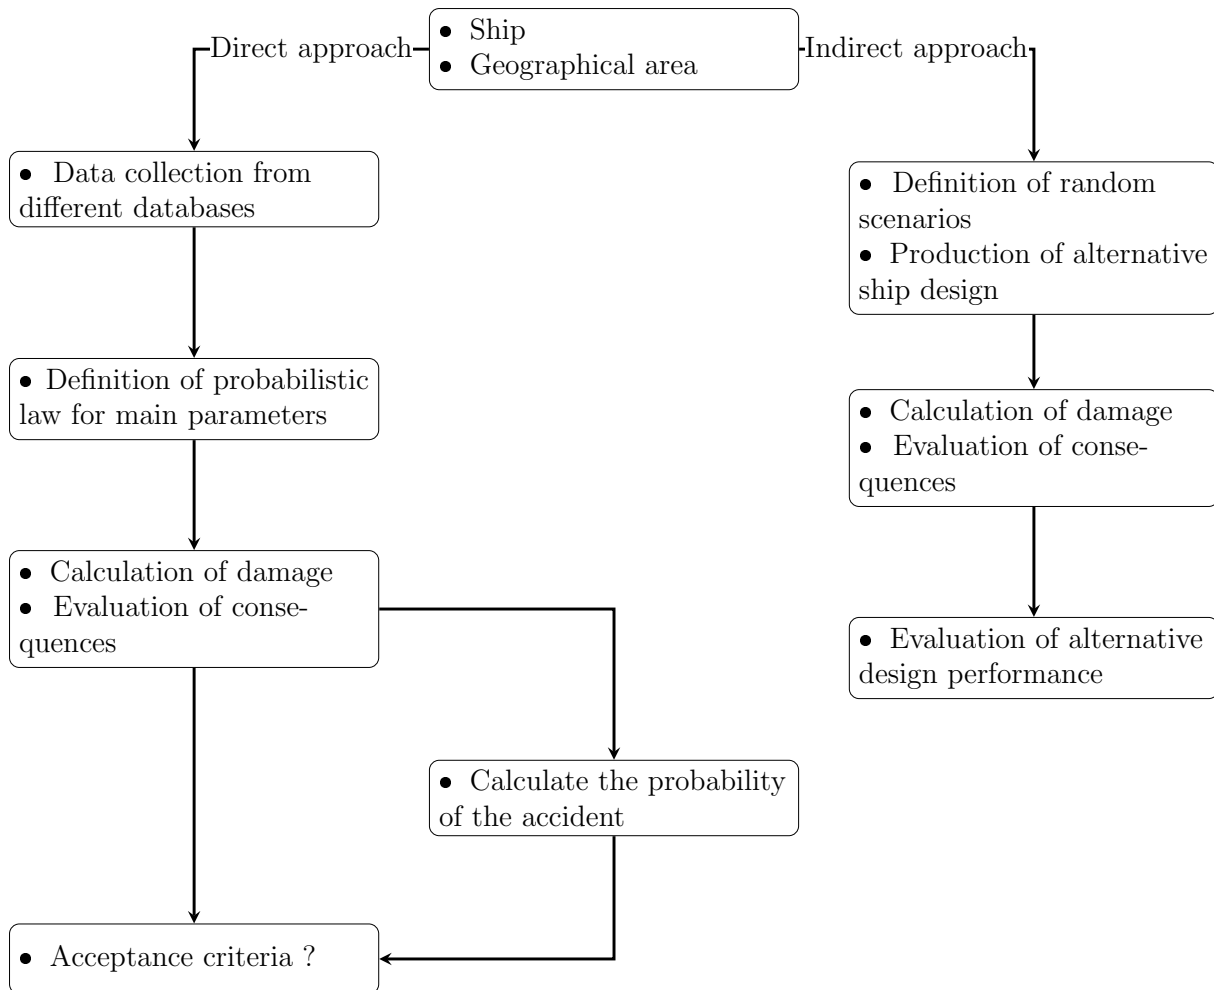 ● Ship
● Geographical area
Direct approach
Indirect approach
● Data collection from
different databases
● Definition of probabilistic
law for main parameters
● Calculation of damage
● Evaluation of conse-
quences
● Calculate the probability
of the accident
● Acceptance criteria ?
● Definition of random
scenarios
● Production of alternative
ship design
● Calculation of damage
● Evaluation of conse-
quences
● Evaluation of alternative
design performance